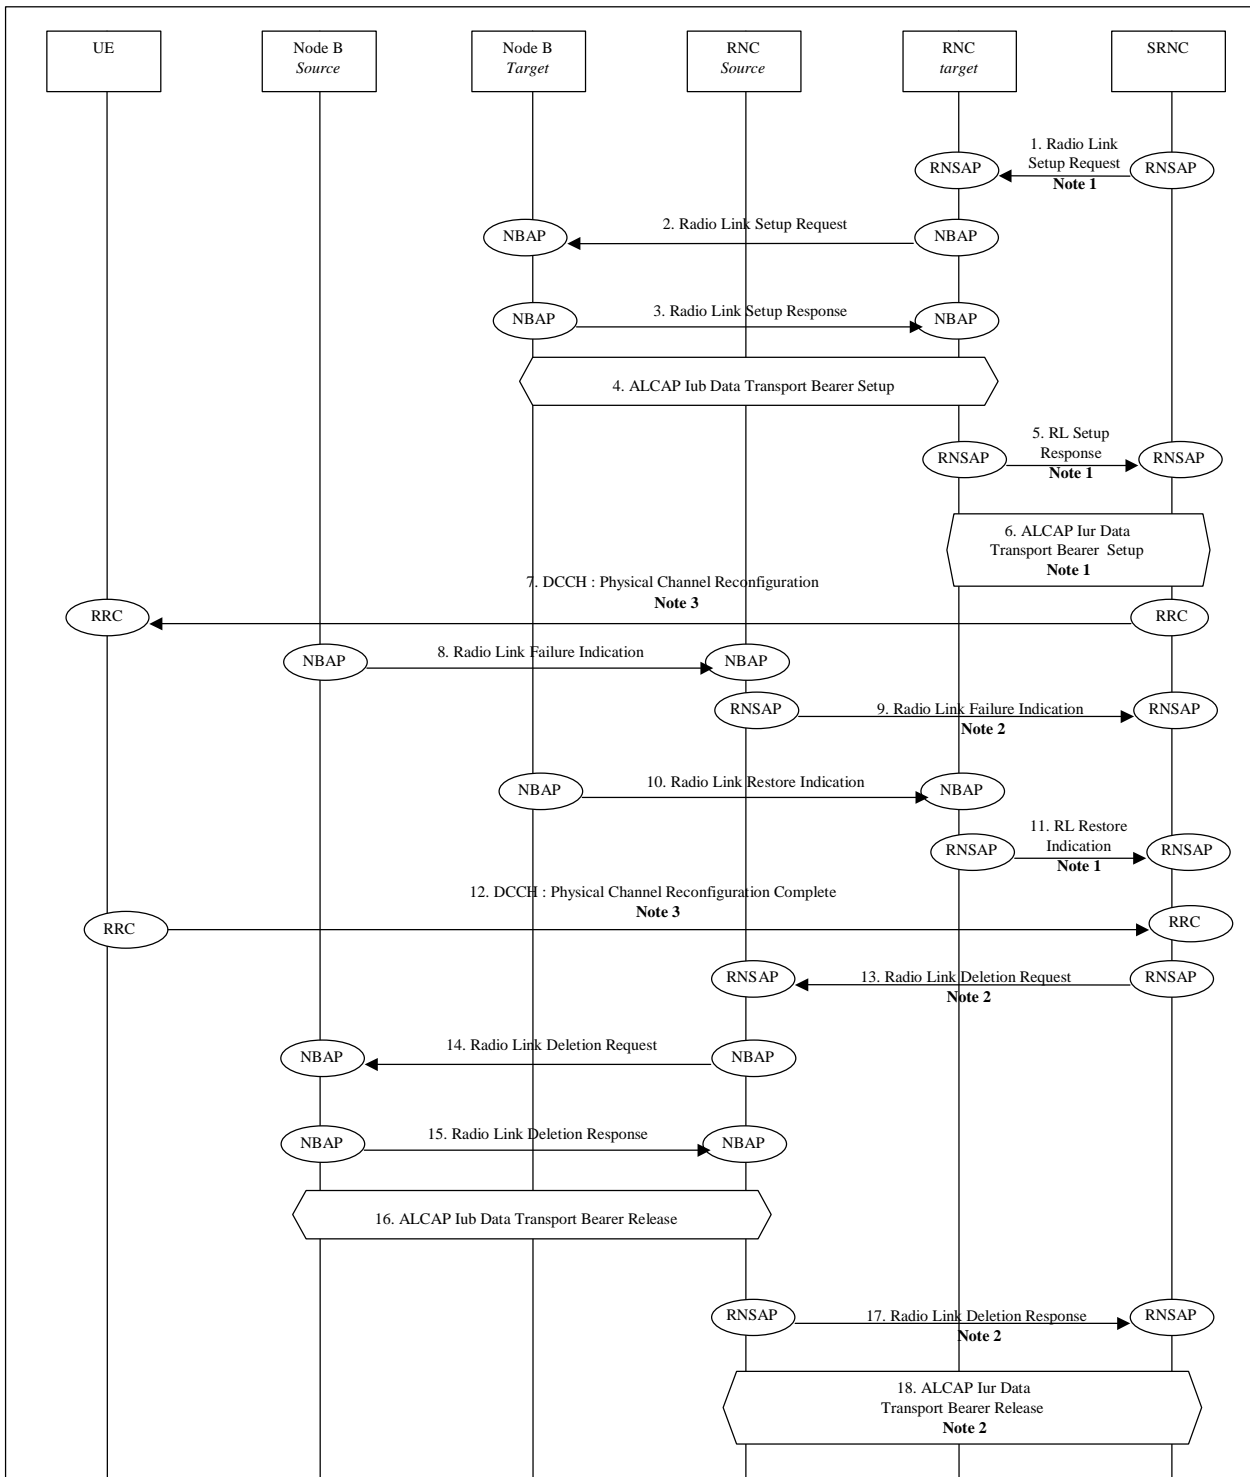 UE
Node B
Source
Node B
Target
RNC
Source
RNC
target
SRNC
1. Radio Link
Setup Request
Note 1
RNSAP
RNSAP
2. Radio Link Setup Request
NBAP
NBAP
3. Radio Link Setup Response
NBAP
NBAP
4. ALCAP Iub Data Transport Bearer Setup
5. RL Setup
Response
Note 1
RNSAP
RNSAP
6. ALCAP Iur Data
Transport Bearer Setup
Note 1
7. DCCH : Physical Channel Reconfiguration
Note 3
RRC
RRC
8. Radio Link Failure Indication
NBAP
NBAP
RNSAP
9. Radio Link Failure Indication
Note 2
RNSAP
10. Radio Link Restore Indication
NBAP
NBAP
11. RL Restore
Indication
Note 1
RNSAP
RNSAP
12. DCCH : Physical Channel Reconfiguration Complete
Note 3
RRC
RRC
RNSAP
13. Radio Link Deletion Request
Note 2
RNSAP
14. Radio Link Deletion Request
NBAP
NBAP
15. Radio Link Deletion Response
NBAP
NBAP
16. ALCAP Iub Data Transport Bearer Release
RNSAP
17. Radio Link Deletion Response
Note 2
RNSAP
18. ALCAP Iur Data
Transport Bearer Release
Note 2